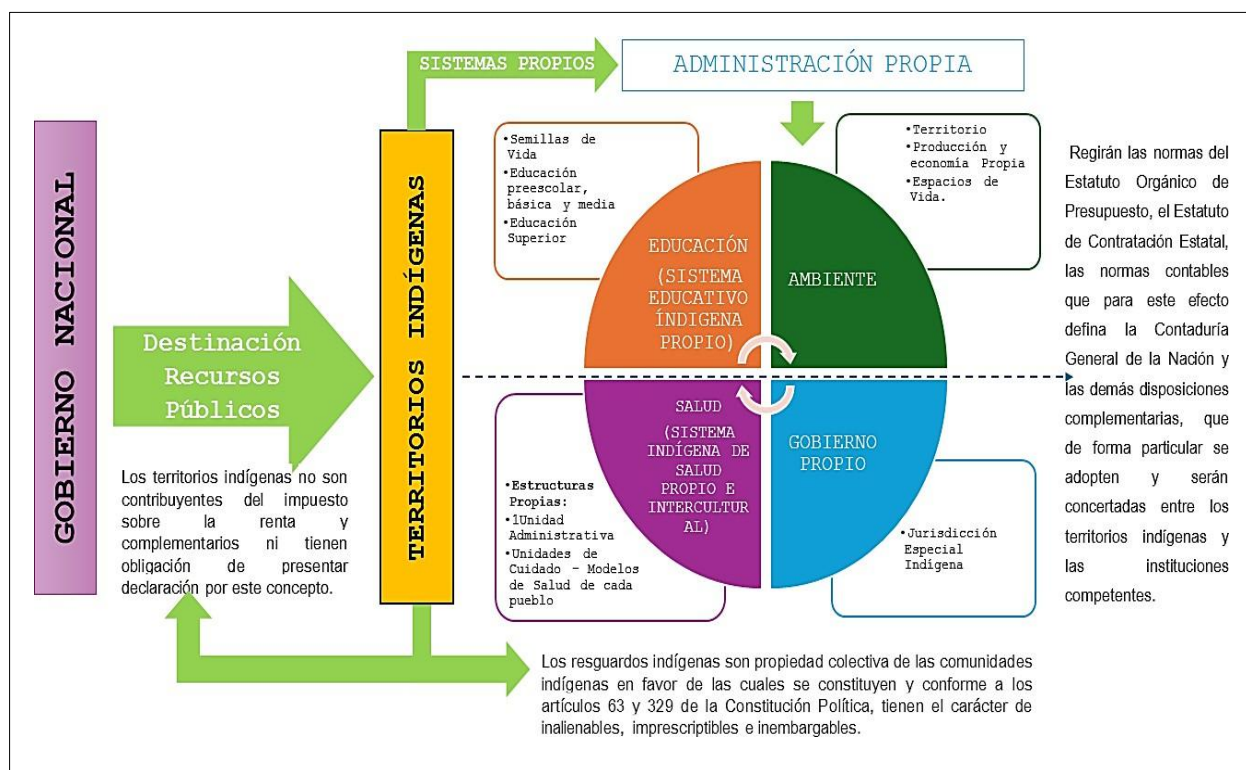 SISTEMAS PROPIOS
ADMINISTRACIÓN PROPIA
GOBIERNO NACIONAL
Destinación
Recursos
Públicos
Los territorios indígenas no son
contribuyentes del impuesto
sobre la renta y
complementarios ni tienen
obligación de presentar
declaración por este concepto.
TERRITORIOS INDÍGENAS
•Semillas de
Vida
•Educación
preescolar,
básica y media
•Educación
Superior
EDUCACIÓN
(SISTEMA
EDUCATIVO
ÍNDIGENA
PROPIO)
•Territorio
•Producción y
economía Propia
•Espacios de
Vida.
AMBIENTE
•Estructuras
Propias:
•1Unidad
Administrativa
•Unidades de
Cuidado – Modelos
de Salud de cada
pueblo
SALUD
(SISTEMA
INDÍGENA DE
SALUD
PROPIO E
INTERCULTUR
AL)
GOBIERNO
PROPIO
•Jurisdicción
Especial
Indígena
Regirán las normas del
Estatuto Orgánico de
Presupuesto, el Estatuto
de Contratación Estatal,
las normas contables
que para este efecto
defina la Contaduría
General de la Nación y
las demás disposiciones
complementarias, que
de forma particular se
adopten y serán
concertadas entre los
territorios indígenas y
las instituciones
competentes.
Los resguardos indígenas son propiedad colectiva de las comunidades
indígenas en favor de las cuales se constituyen y conforme a los
artículos 63 y 329 de la Constitución Política, tienen el carácter de
inalienables, imprescriptibles e inembargables.